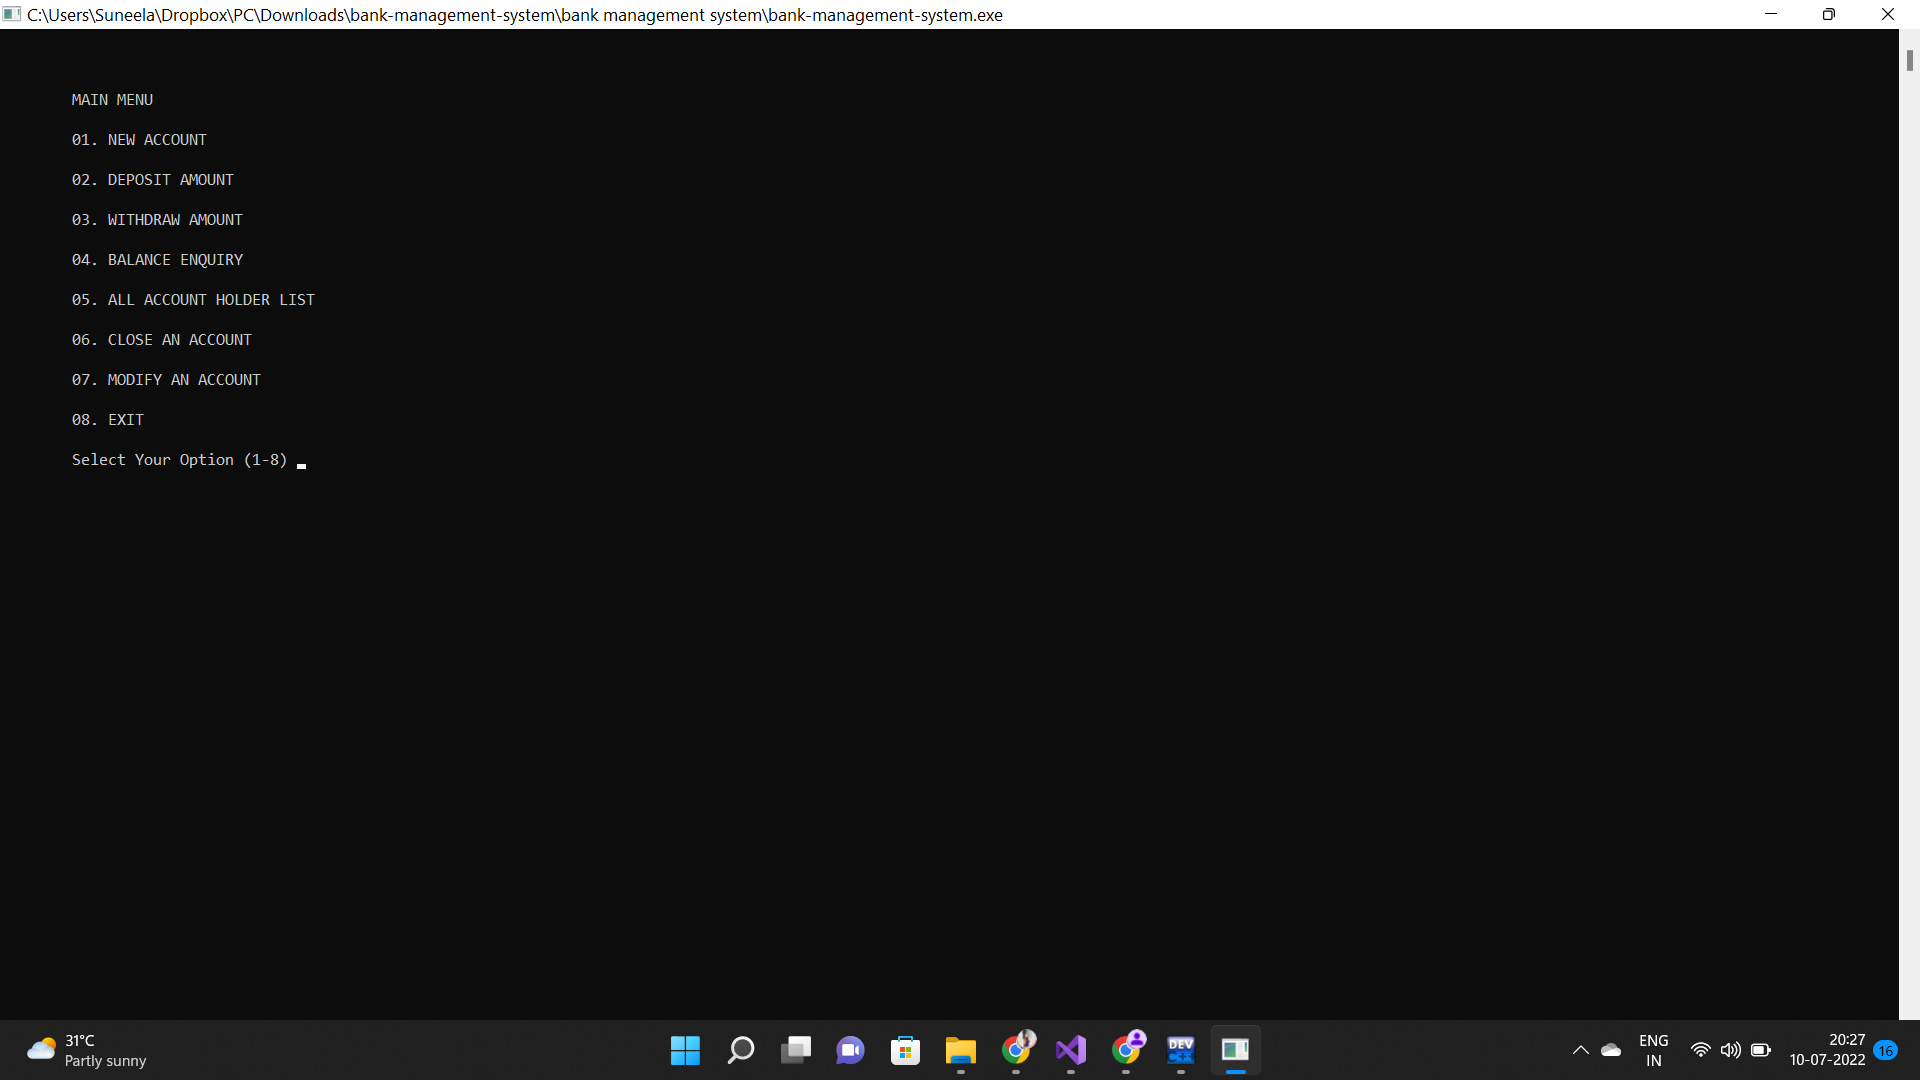 C:\Users\Suneela\Dropbox\PC\Downloads\bank-management-system\bank management system\bank-management-system.exe
MAIN MENU
01. NEW ACCOUNT
02. DEPOSIT AMOUNT
03. WITHDRAW AMOUNT
04. BALANCE ENQUIRY
05. ALL ACCOUNT HOLDER LIST
06. CLOSE AN ACCOUNT
07. MODIFY AN ACCOUNT
08. EXIT
Select Your Option (1-8)
31°C
Partly sunny
DEV
C++
ENG
IN
20:27
10-07-2022
16